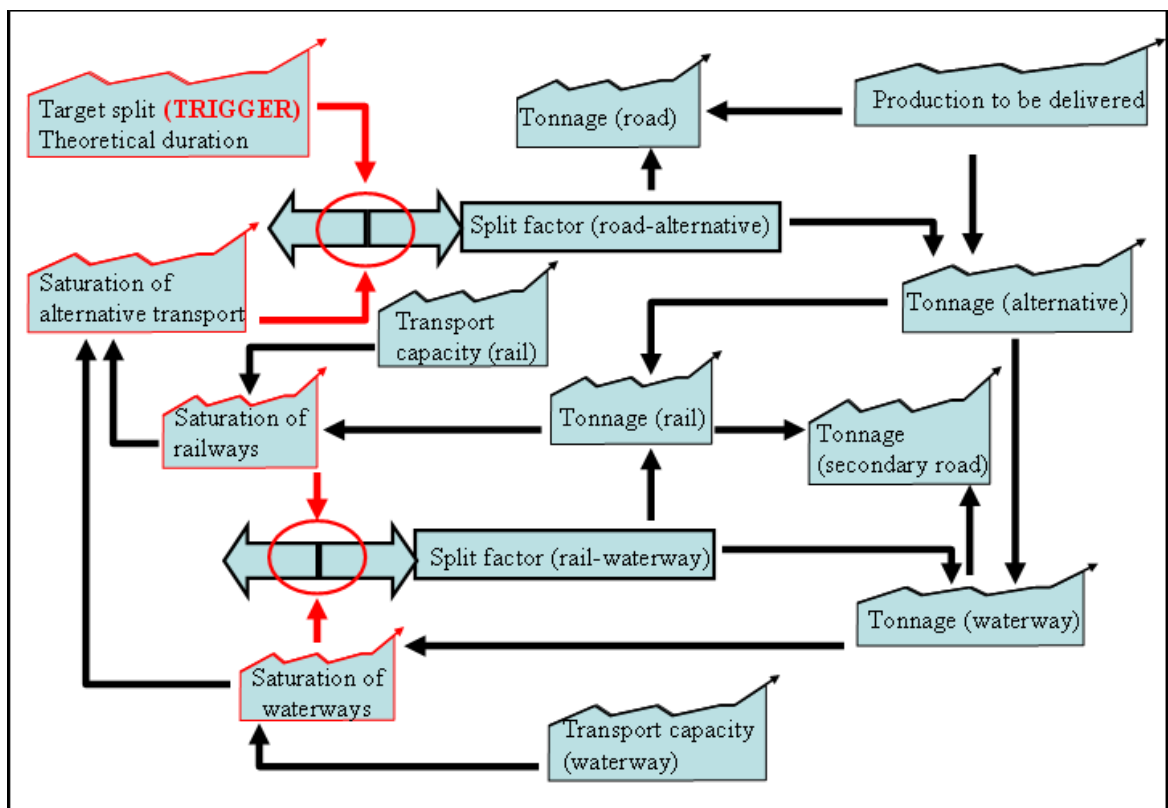 Target split (TRIGGER)
Theoretical duration
Tonnage (road)
Production to be delivered
Split factor (road-alternative)
Saturation of
alternative transport
Transport
capacity (rail)
Tonnage (alternative)
Saturation of
railways
Tonnage (rail)
Tonnage
(secondary road)
Split factor (rail-waterway)
Tonnage (waterway)
Saturation of
waterways
Transport capacity
(waterway)